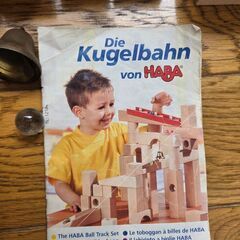 Die
Kugelbahn
von HABA
The HABA Ball Track Set
Le toboggan à billes de HABA